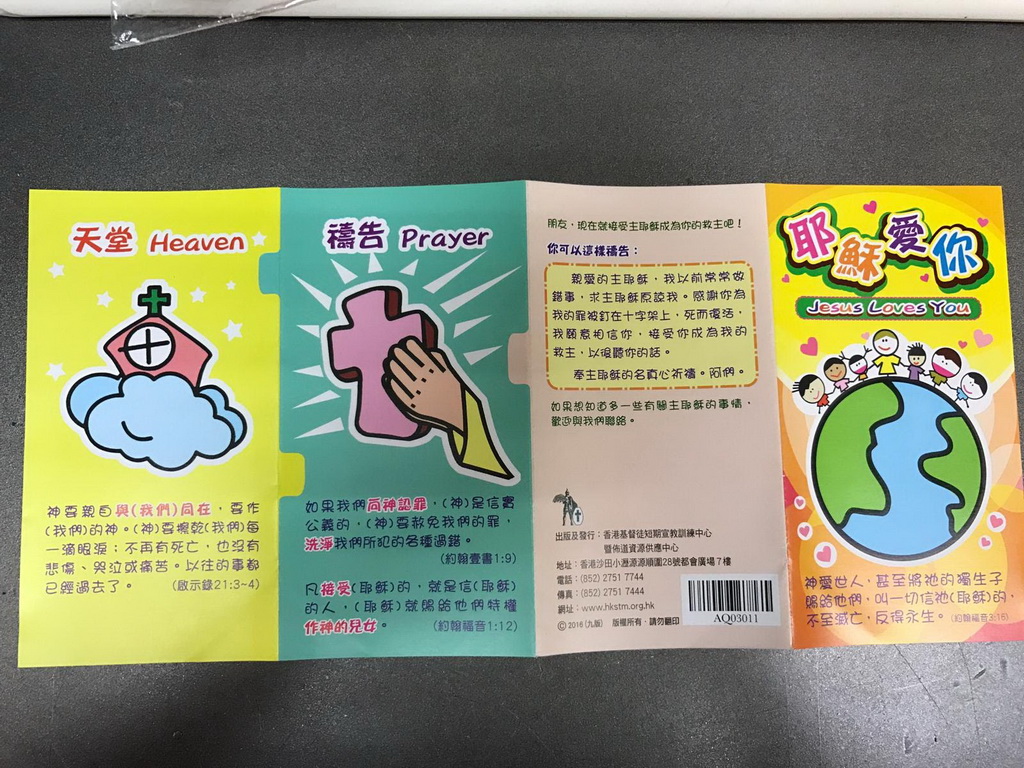 天堂 Heaven
神要親自與(我們)同在，要作
(我們)的神。(神)要擦乾(我們)每
一滴眼淚；不再有死亡，也沒有
悲傷、哭泣或痛苦。以往的事都
已經過去了。 (啟示錄21:3~4)
禱告 Prayer
如果我們向神認罪，(神)是信實
公義的，(神)要赦免我們的罪，
洗淨我們所犯的各種過錯。
(約翰壹書1:9)
凡接受(耶穌)的，就是信(耶穌)
的人，(耶穌)就賜給他們特權
作神的兒女。 (約翰福音1:12)
朋友，現在就接受主耶穌成為你的救主吧！
你可以這樣禱告：
親愛的主耶穌，我以前常常做
錯事，求主耶穌原諒我。感謝你為
我的罪被釘在十字架上，死而復活，
我願意相信你，接受你成為我的
救主，以後聽你的話。
奉主耶穌的名真心祈禱。阿們。
如果想知道多一些有關主耶穌的事情，
歡迎與我們聯絡。
出版及發行：香港基督徒短期宣教訓練中心
暨佈道資源供應中心
地址：香港沙田小瀝源源順圍28號都會廣場7樓
電話：(852) 2751 7744
傳真：(852) 2751 7444
網址：www.hkstm.org.hk
©2016 (九版) 版權所有．請勿翻印
AQ03011
耶穌愛你
Jesus Loves You
神愛世人，甚至將祂的獨生子
賜給他們，叫一切信祂(耶穌)的，
不至滅亡，反得永生。(約翰福音3:16)